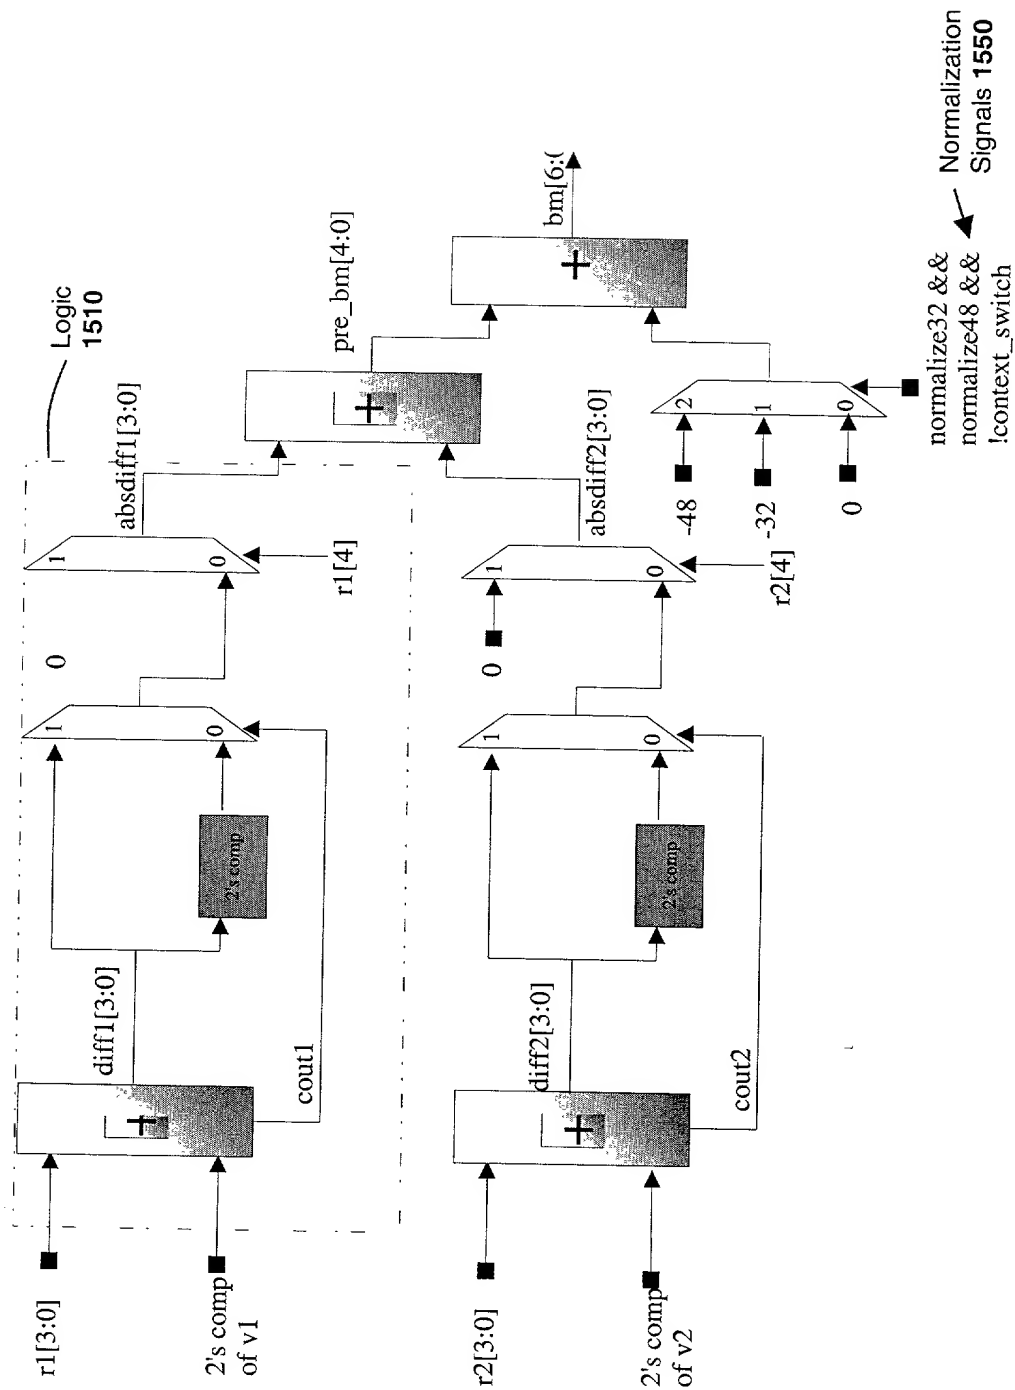 Logic
1510
r1[3:0]
2's comp
of v1
+
diff1[3:0]
cout1
2's comp
1
0
0
1
0
r1[4]
absdiff1[3:0]
r2[3:0]
2's comp
of v2
+
diff2[3:0]
cout2
2's comp
1
0
0
1
0
r2[4]
absdiff2[3:0]
+
pre_bm[4:0]
-48
-32
0
2
1
0
+
bm[6:(
normalize32 &&
normalize48 &&
!context_switch
Normalization
Signals 1550